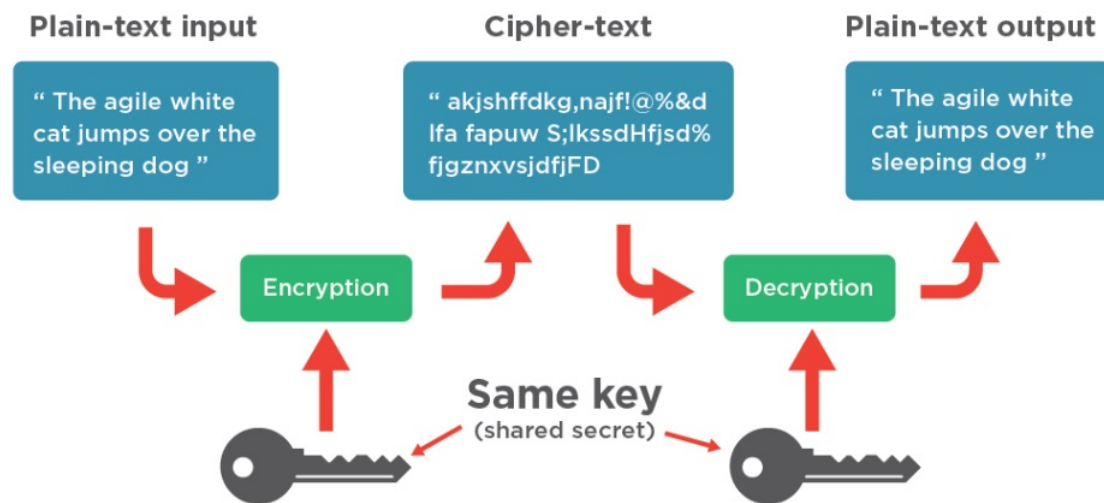 Plain-text input
Cipher-text
Plain-text output
“ The agile white
cat jumps over the
sleeping dog ”
“ akjshffdkg,najf!@%&d
lfa fapuw S;lkssdHfjsd%
fjgznxvsjdfjFD
“ The agile white
cat jumps over the
sleeping dog ”
Encryption
Decryption
Same key
(shared secret)